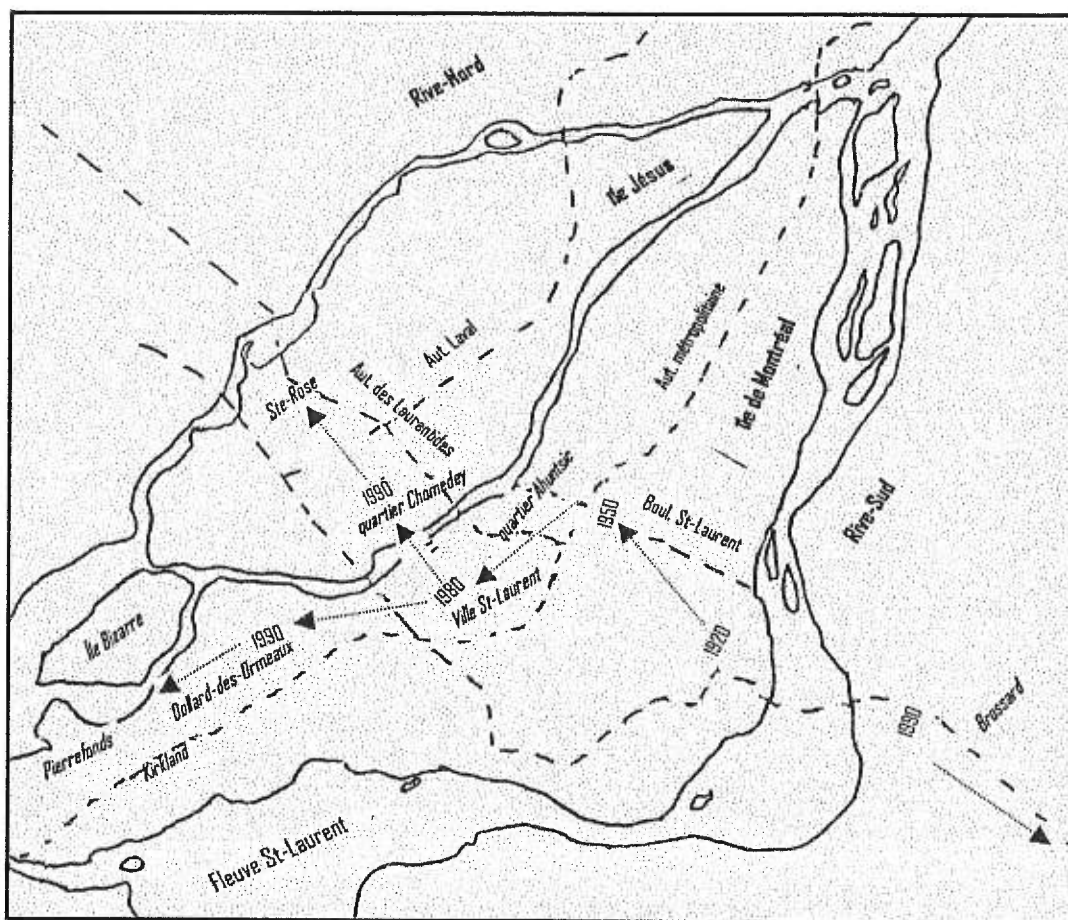 Rive-Nord
Île Jésus
Aut. Laval
Aut. métropolitaine
Île de Montréal
Aut. des Laurantides
Ste-Rose
1990
quartier Chomedey
quartier Ahuntsic
1950
Boul. St-Laurent
Rive-Sud
1980
Ville St-Laurent
Île Bizarre
1990
Dollard-des-Ormeaux
1920
Pierrefonds
Kirkland
1990
Brossard
Fleuve St-Laurent